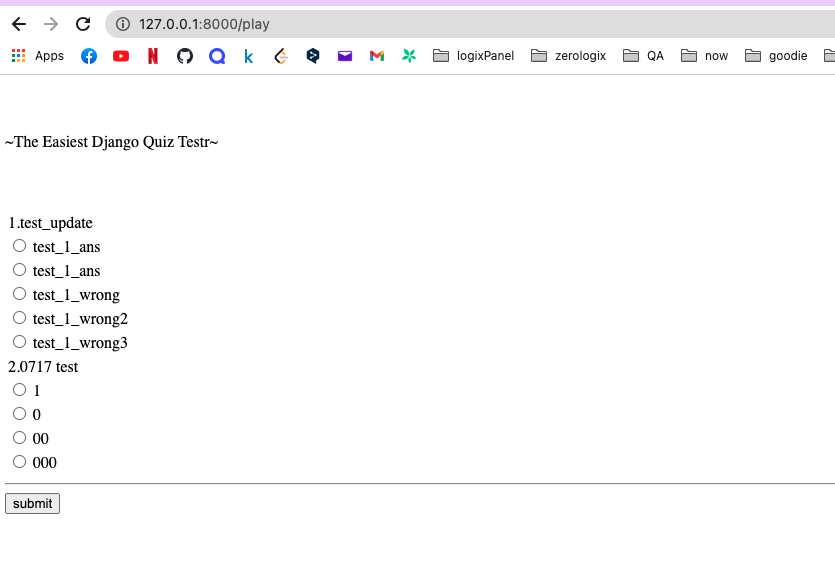 127.0.0.1:8000/play
Apps k logixPanel zerologix QA now goodie
~The Easiest Django Quiz Testr~
1.test_update
test_1_ans
test_1_ans
test_1_wrong
test_1_wrong2
test_1_wrong3
2.0717 test
1
0
00
000
submit